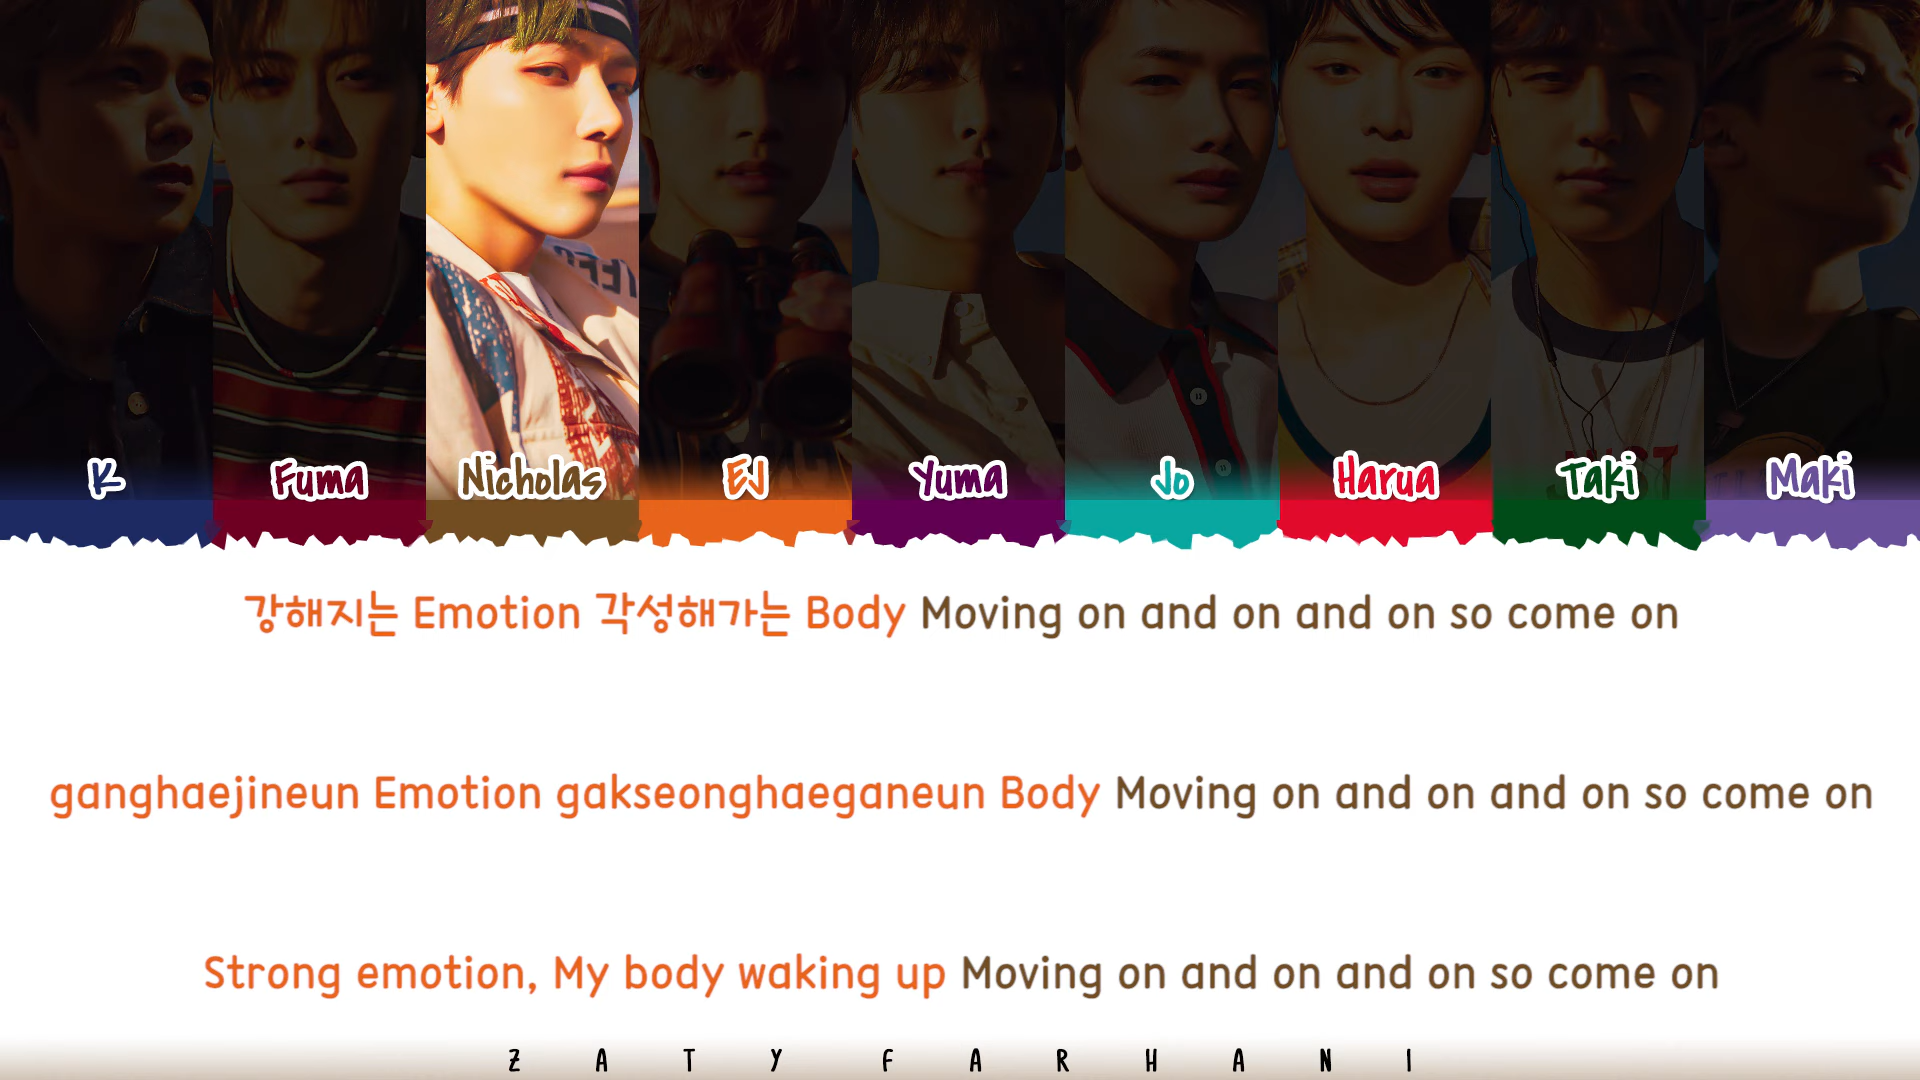 K Fuma Nicholas EJ Yuma Jo Harua Taki Maki
강해지는 Emotion 각성해가는 Body Moving on and on and on so come on
ganghaejineun Emotion gakseonghaeganeun Body Moving on and on and on so come on
Strong emotion, My body waking up Moving on and on and on so come on
ZATY FARHANI